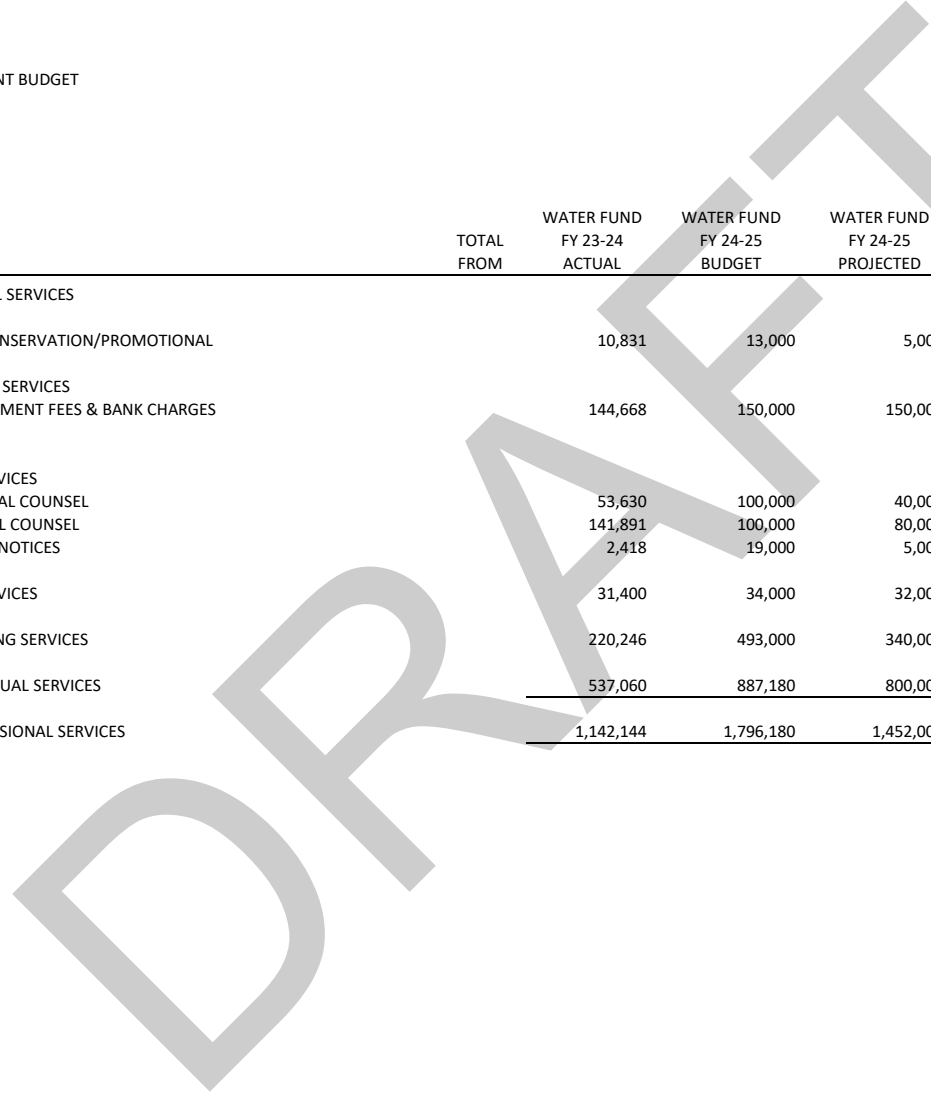 NT BUDGET
WATER FUND WATER FUND WATER FUND
TOTAL FY 23-24 FY 24-25 FY 24-25
FROM ACTUAL BUDGET PROJECTED
L SERVICES
NSERVATION/PROMOTIONAL 10,831 13,000 5,00
SERVICES
MENT FEES & BANK CHARGES 144,668 150,000 150,00
VICES
AL COUNSEL 53,630 100,000 40,00
L COUNSEL 141,891 100,000 80,00
NOTICES 2,418 19,000 5,00
VICES 31,400 34,000 32,00
NG SERVICES 220,246 493,000 340,00
UAL SERVICES 537,060 887,180 800,00
SIONAL SERVICES 1,142,144 1,796,180 1,452,00
DRAFT